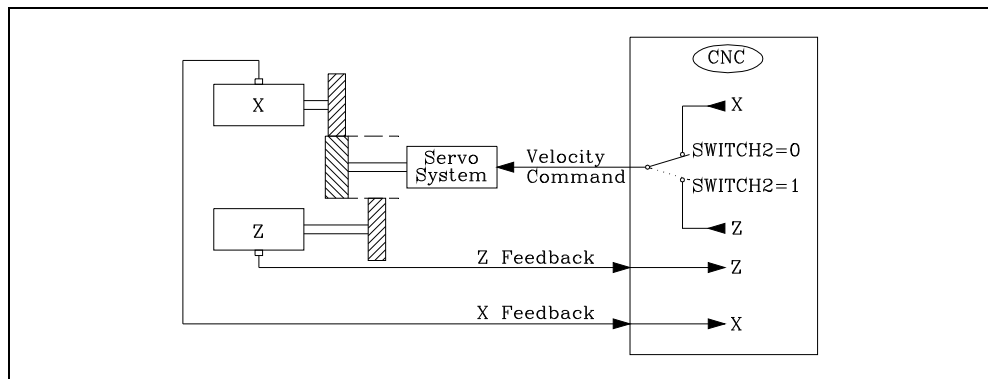 CNC
X
X
SWITCH2=0
Servo
System
Velocity
Command
SWITCH2=1
Z
Z
Z Feedback
Z
X Feedback
X